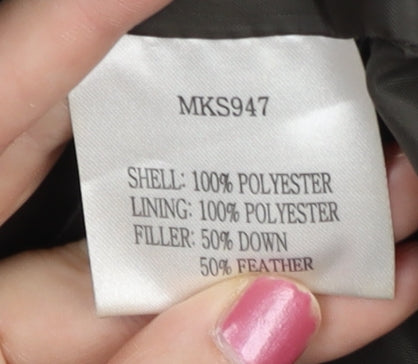 MKS947
SHELL: 100% POLYESTER
LINING: 100% POLYESTER
FILLER: 50% DOWN
50% FEATHER